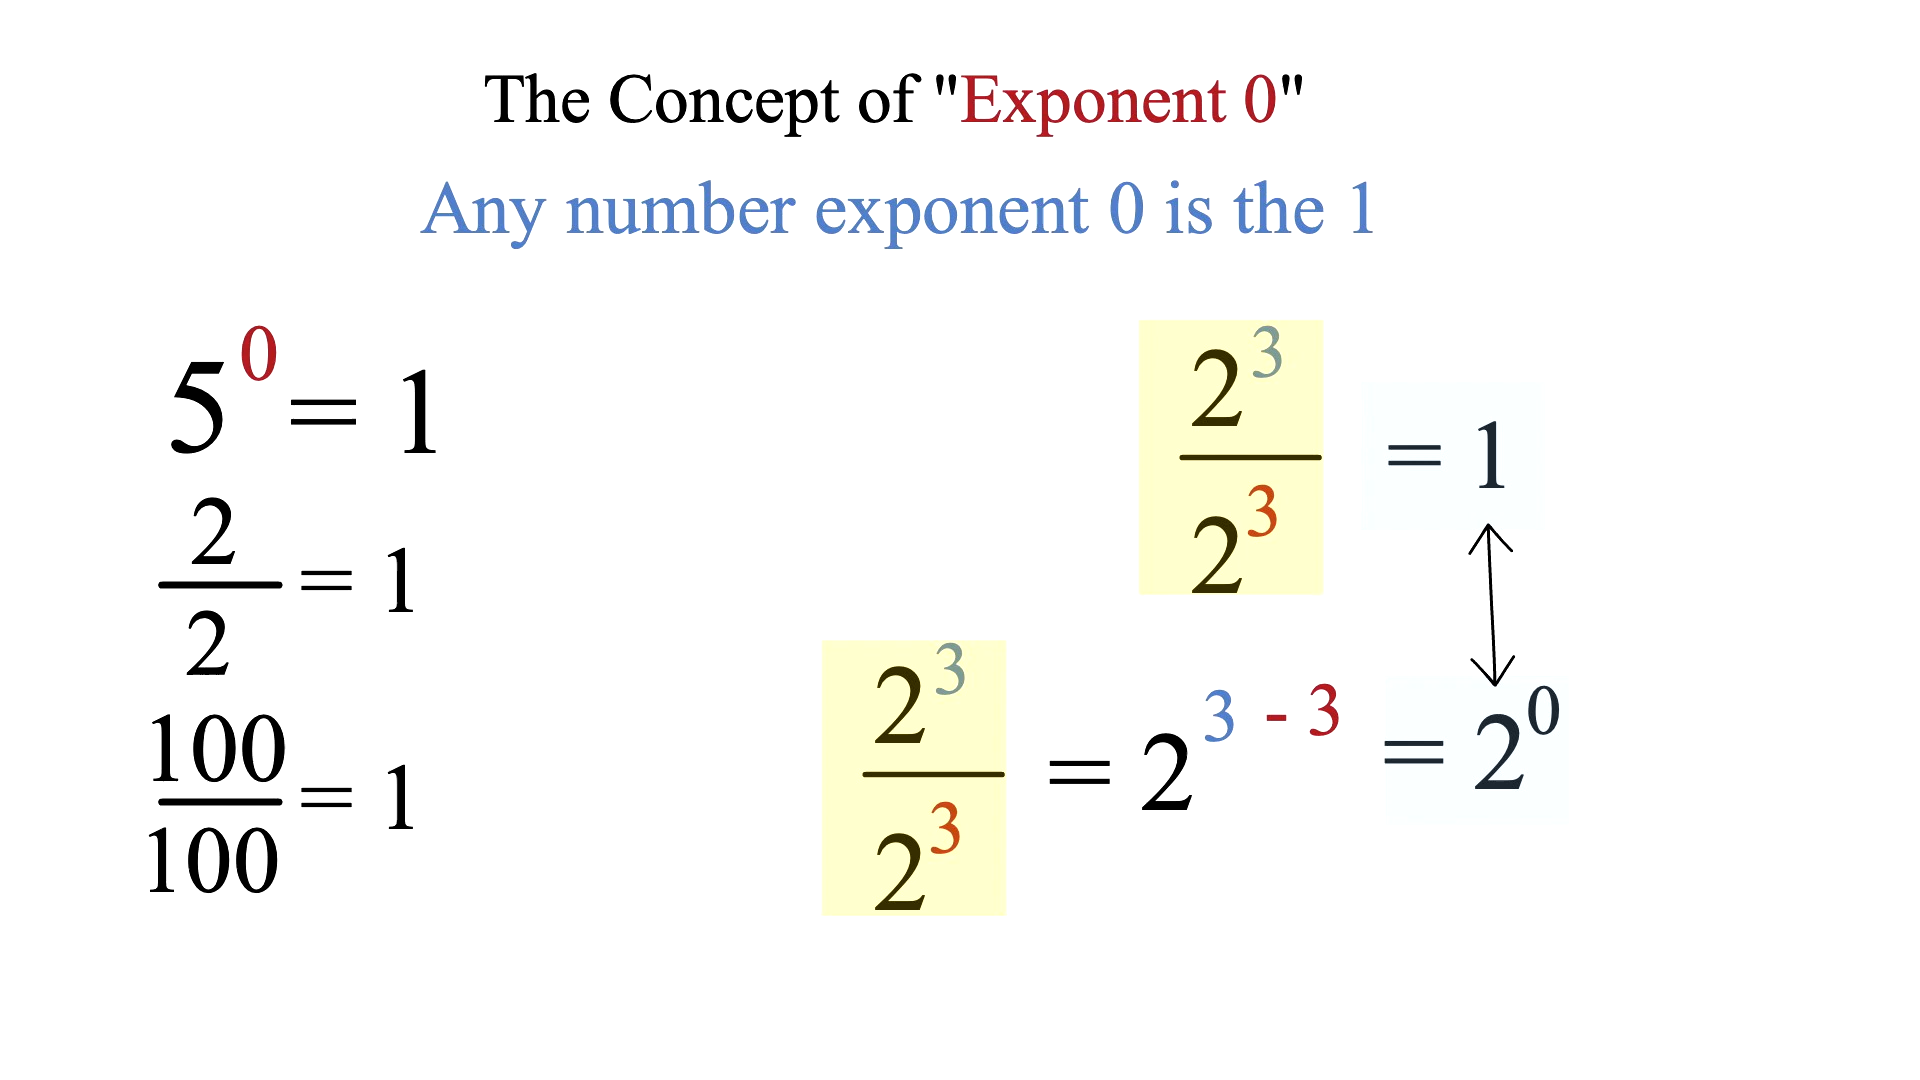 The Concept of "Exponent 0"
Any number exponent 0 is the 1
5⁰ = 1
2/2 = 1
100/100 = 1
2³/2³ = 1
2³/2³ = 2³ ⁻ ³ = 2⁰